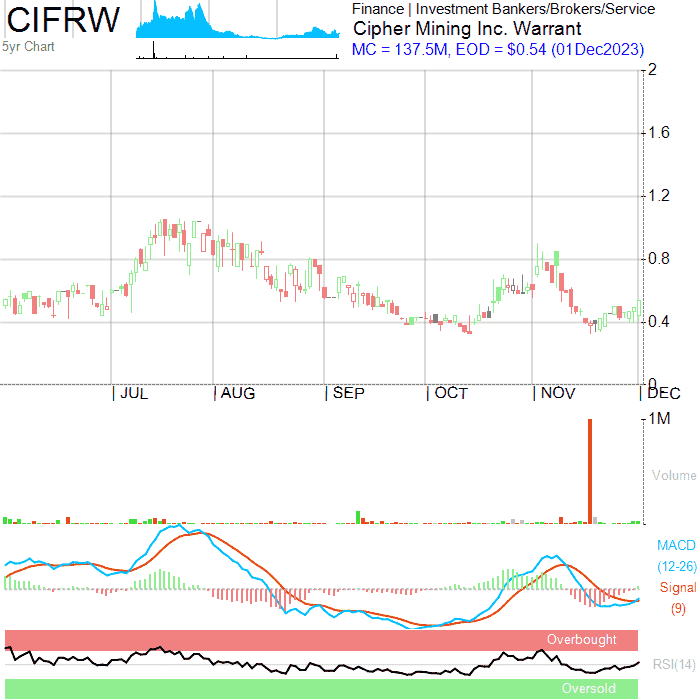 CIFRW
5yr Chart
Finance | Investment Bankers/Brokers/Service
Cipher Mining Inc. Warrant
MC = 137.5M, EOD = $0.54 (01Dec2023)
2
1.6
1.2
0.8
0.4
0
| JUL
| AUG
| SEP
| OCT
| NOV
| DEC
1M
Volume
MACD
(12-26)
Signal
(9)
Overbought
RSI(14)
Oversold